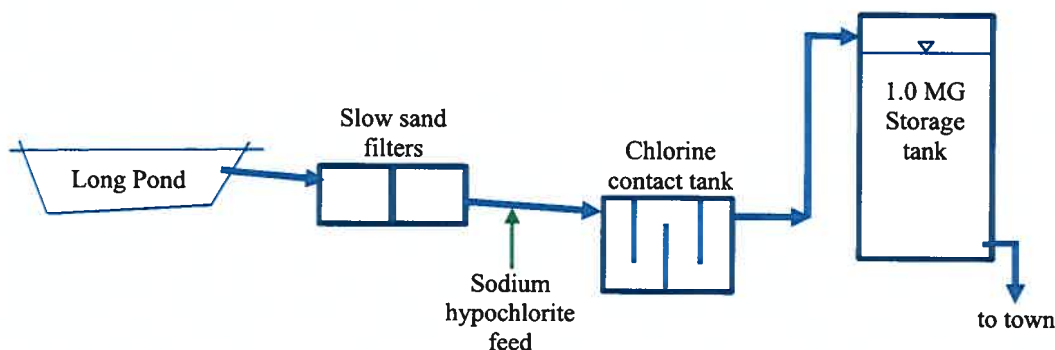 Long Pond
Slow sand
filters
Sodium
hypochlorite
feed
Chlorine
contact tank
1.0 MG
Storage
tank
to town